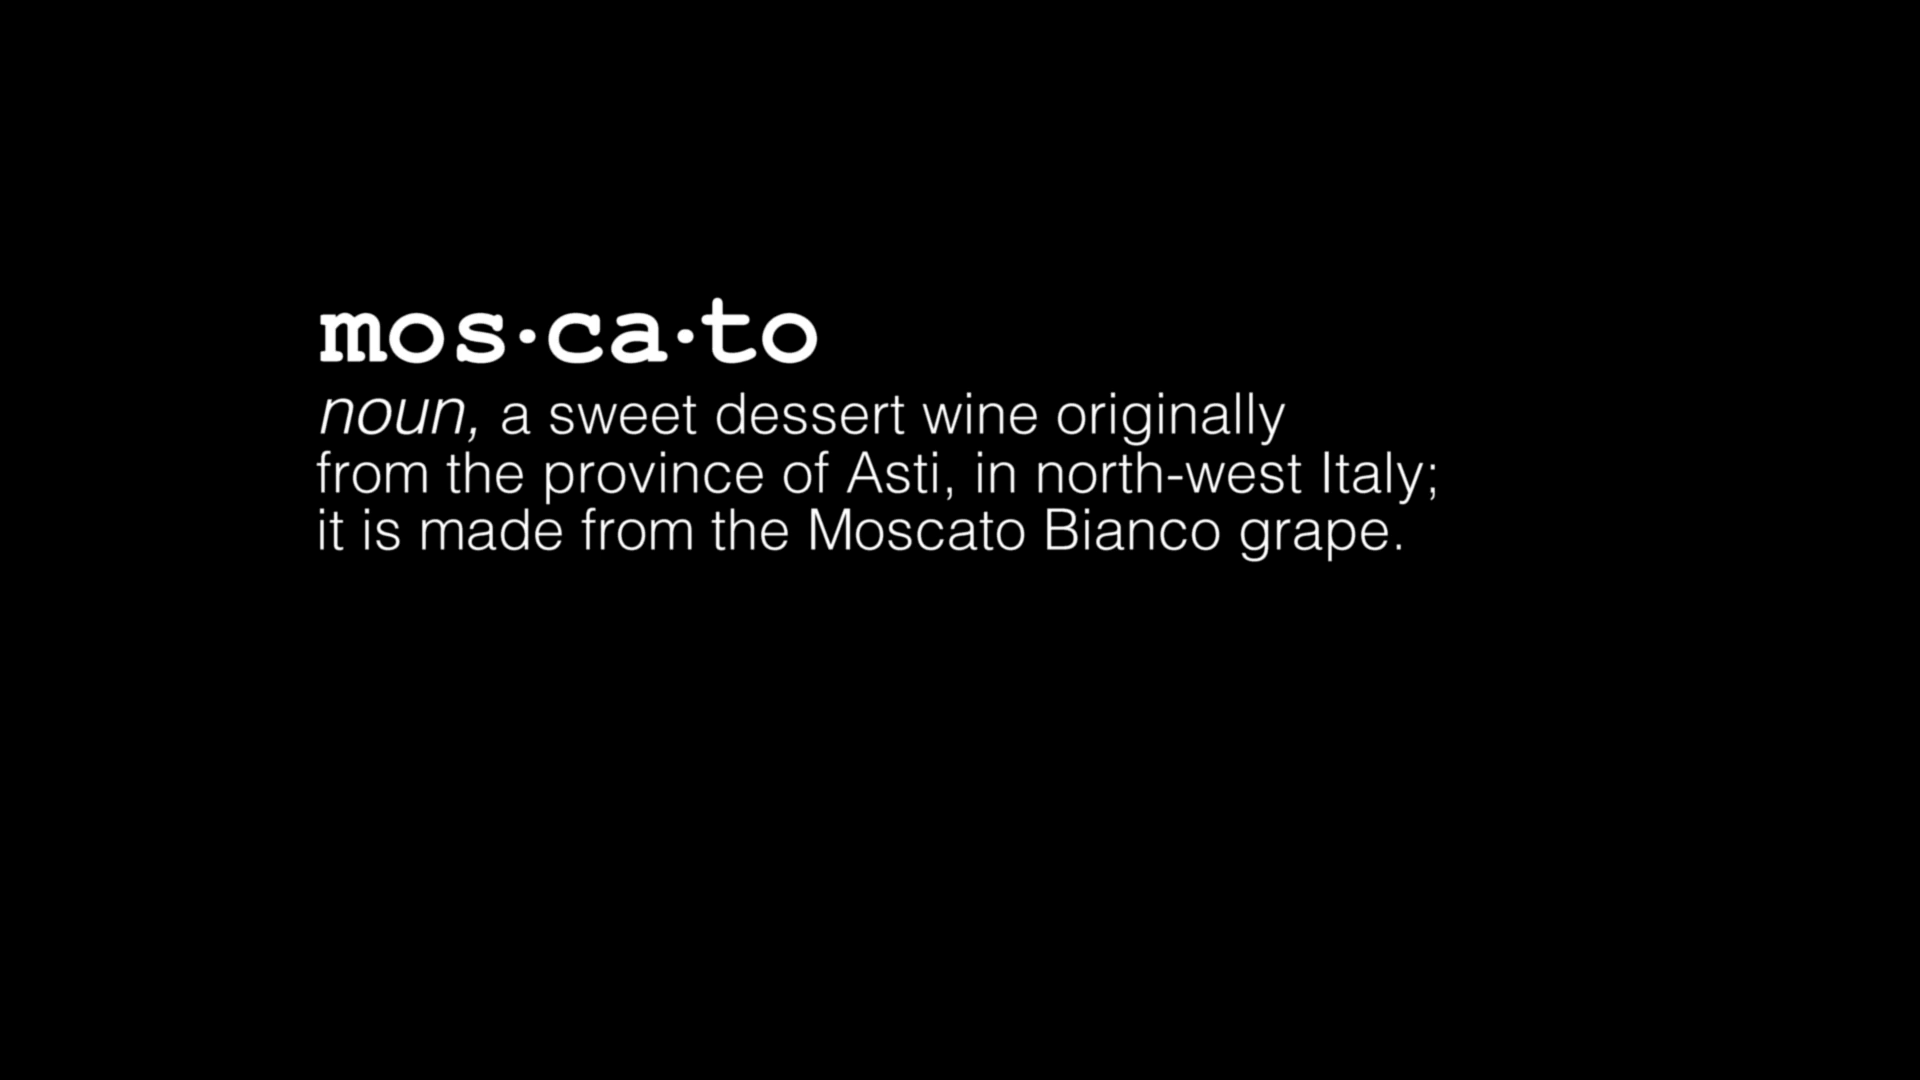 mos·ca·to
noun, a sweet dessert wine originally
from the province of Asti, in north-west Italy;
it is made from the Moscato Bianco grape.